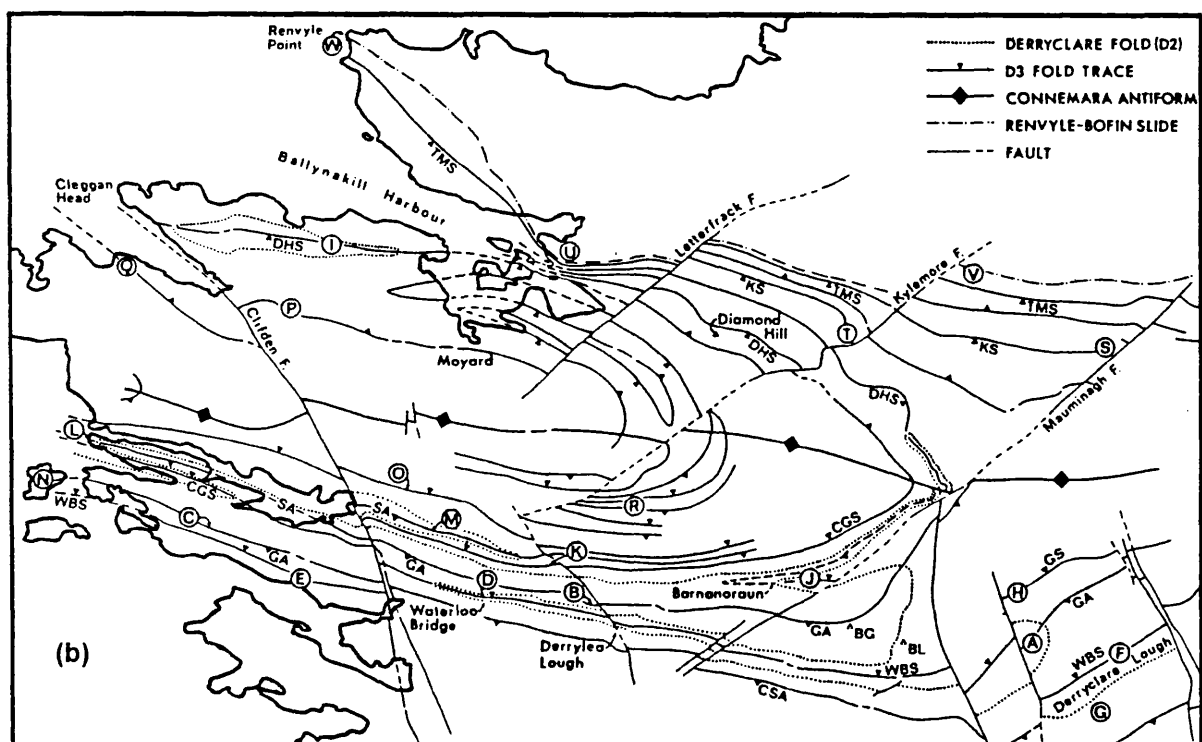 Renvyle
Point
W
DERRYCLARE FOLD (D2)
D3 FOLD TRACE
CONNEMARA ANTIFORM
RENVYLE-BOFIN SLIDE
FAULT
TMS
Ballynakill Harbour
Cleggan
Head
Letterfrack F.
DHS
I
U
Q
KS
TMS
Kylemore F.
V
TMS
P
Diamond
Hill
T
DHS
KS
S
Clifden F.
Moyard
DHS
Mauminagh F.
L
O
R
N
CGS
SA
SA
M
CGS
WBS
C
K
GS
GA
GA
D
B
Barnanoraun
J
H
GA
E
Waterloo
Bridge
GA
BG
BL
A
(b)
Derrylea
Lough
WBS
WBS
F
CSA
Derryclare Lough
G